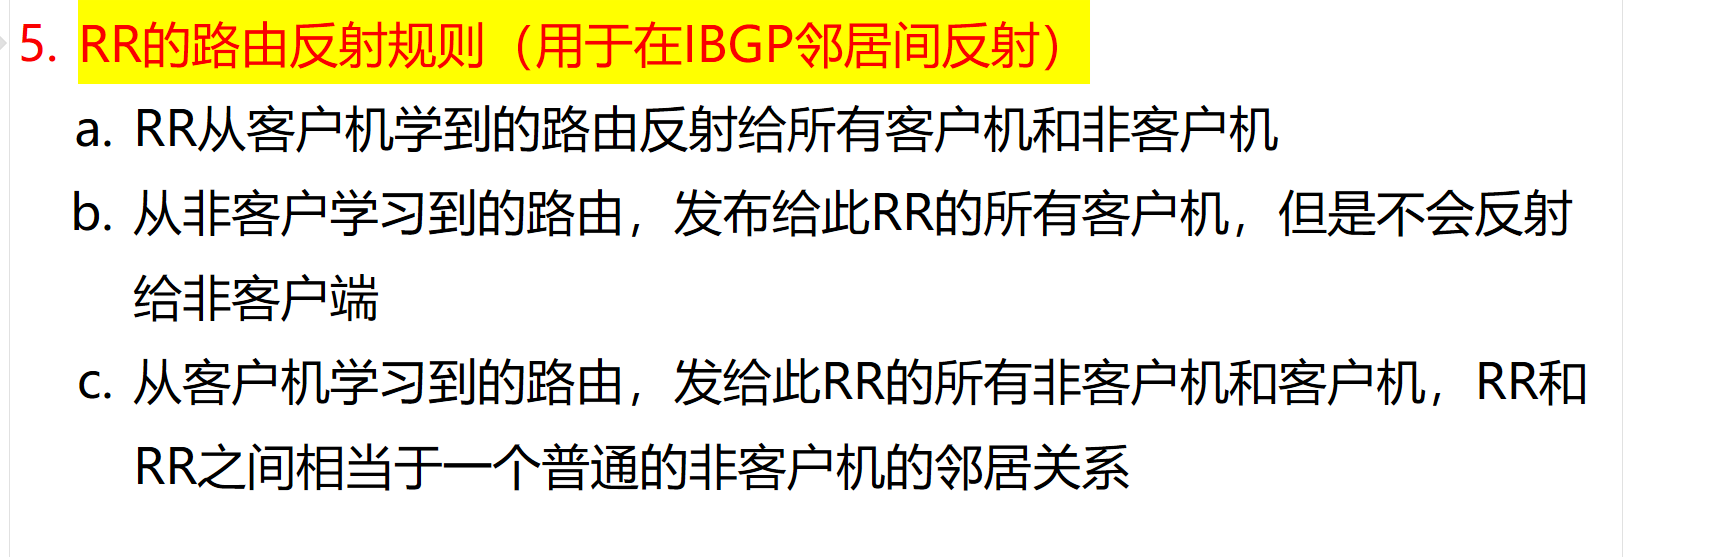 5. RR的路由反射规则（用于在IBGP邻居间反射）
a. RR从客户机学到的路由反射给所有客户机和非客户机
b. 从非客户学习到的路由，发布给此RR的所有客户机，但是不会反射
给非客户端
c. 从客户机学习到的路由，发给此RR的所有非客户机和客户机，RR和
RR之间相当于一个普通的非客户机的邻居关系